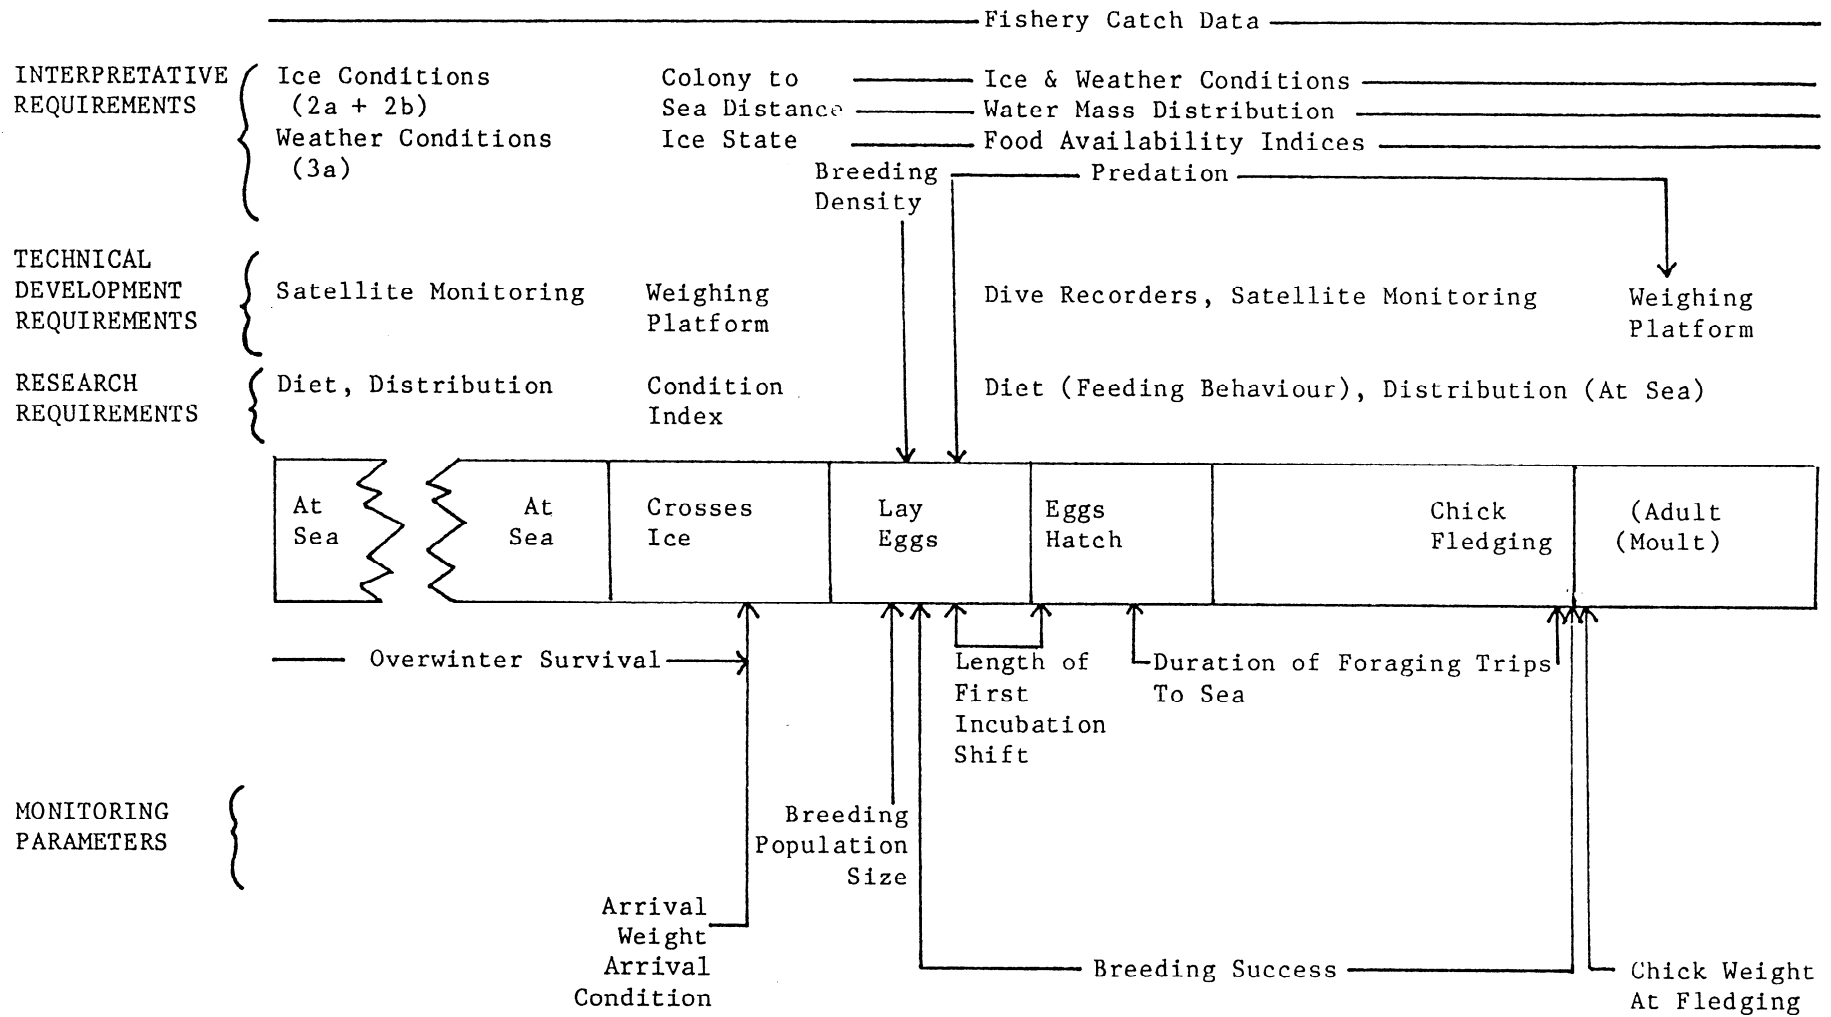 Fishery Catch Data
INTERPRETATIVE
REQUIREMENTS
Ice Conditions
(2a + 2b)
Weather Conditions
(3a)
Colony to
Sea Distance
Ice State
Ice & Weather Conditions
Water Mass Distribution
Food Availability Indices
Breeding
Density
Predation
TECHNICAL
DEVELOPMENT
REQUIREMENTS
Satellite Monitoring
Weighing
Platform
Dive Recorders, Satellite Monitoring
Weighing
Platform
RESEARCH
REQUIREMENTS
Diet, Distribution
Condition
Index
Diet (Feeding Behaviour), Distribution (At Sea)
At
Sea
At
Sea
Crosses
Ice
Lay
Eggs
Eggs
Hatch
Chick
Fledging
(Adult
(Moult)
Overwinter Survival
Length of
First
Incubation
Shift
Duration of Foraging Trips
To Sea
MONITORING
PARAMETERS
Breeding
Population
Size
Arrival
Weight
Arrival
Condition
Breeding Success
Chick Weight
At Fledging